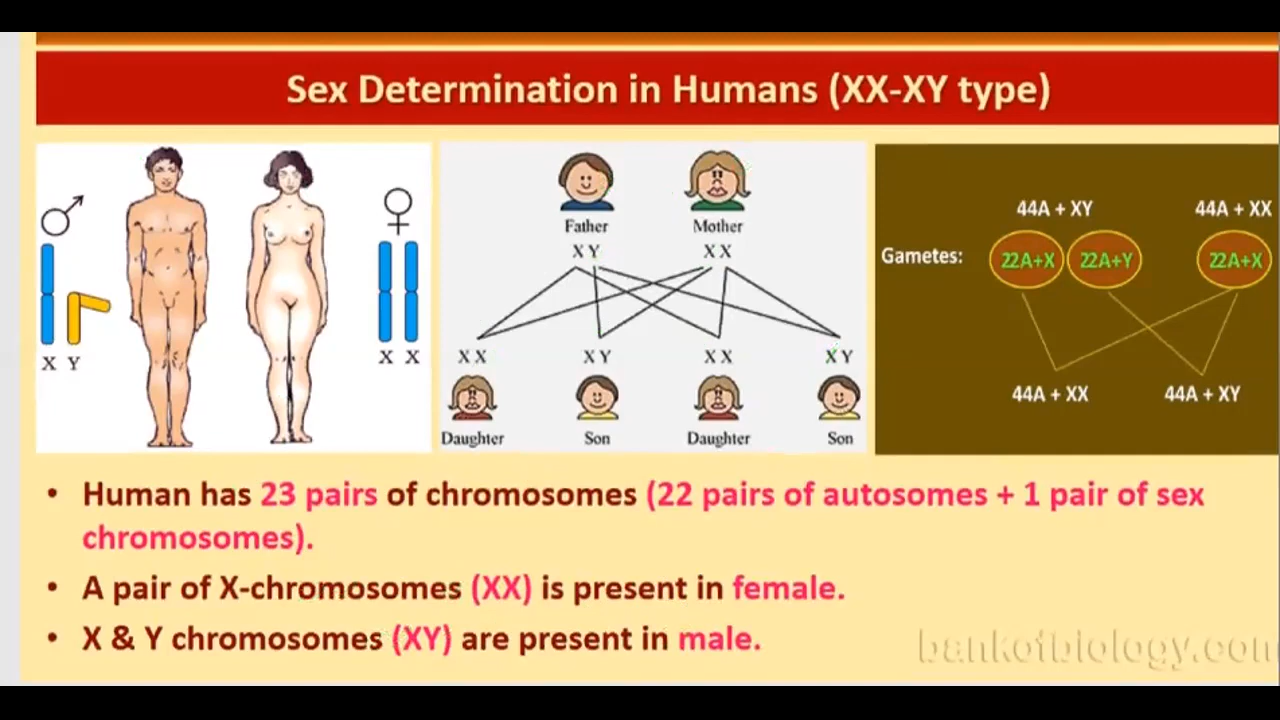 Sex Determination in Humans (XX-XY type)
♂
♀
X Y
X X
Father
Mother
X Y
X X
X X
X Y
X X
X Y
Daughter
Son
Daughter
Son
44A + XY
44A + XX
Gametes:
22A+X
22A+Y
22A+X
44A + XX
44A + XY
• Human has 23 pairs of chromosomes (22 pairs of autosomes + 1 pair of sex
chromosomes).
• A pair of X-chromosomes (XX) is present in female.
• X & Y chromosomes (XY) are present in male.
bankofbiology.com